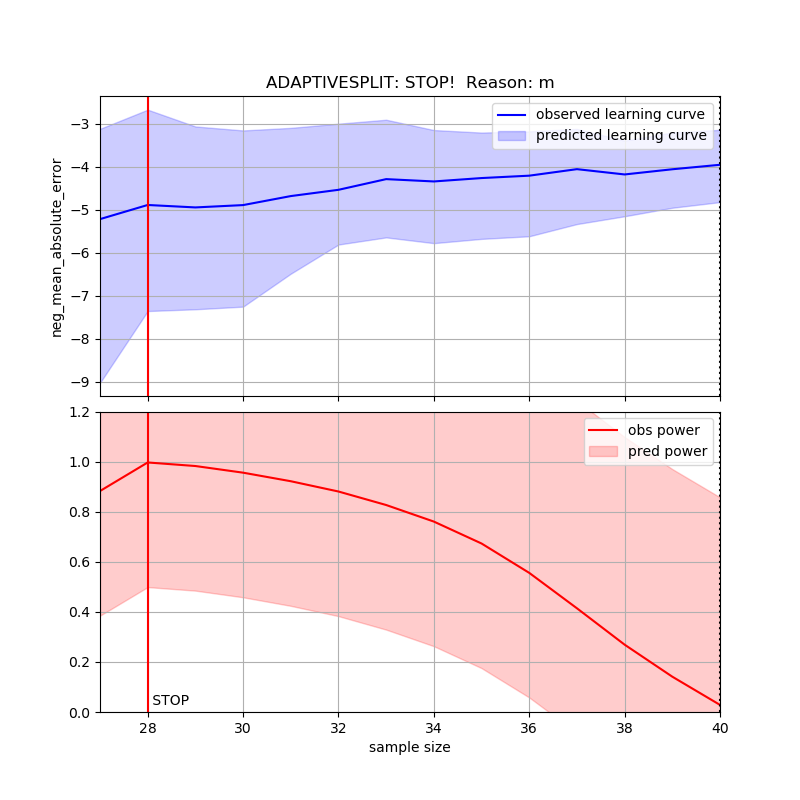 ADAPTIVESPLIT: STOP!  Reason: m
observed learning curve
predicted learning curve
neg_mean_absolute_error
−3
−4
−5
−6
−7
−8
−9
obs power
pred power
1.2
1.0
0.8
0.6
0.4
0.2
0.0
STOP
28 30 32 34 36 38 40
sample size